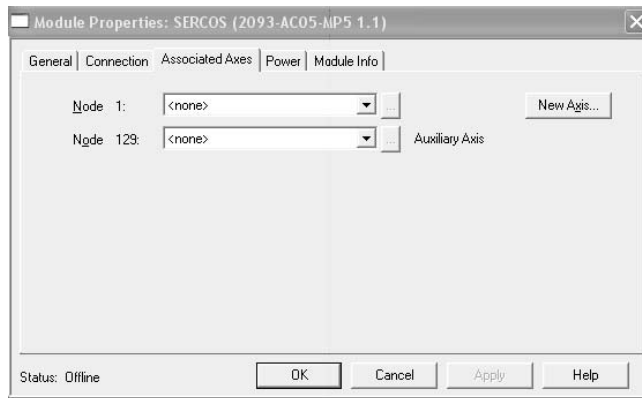 Module Properties: SERCOS (2093-AC05-MP5 1.1)
General Connection Associated Axes Power Module Info
Node 1: <none> ... New Axis...
Node 129: <none> ... Auxiliary Axis
Status: Offline OK Cancel Apply Help